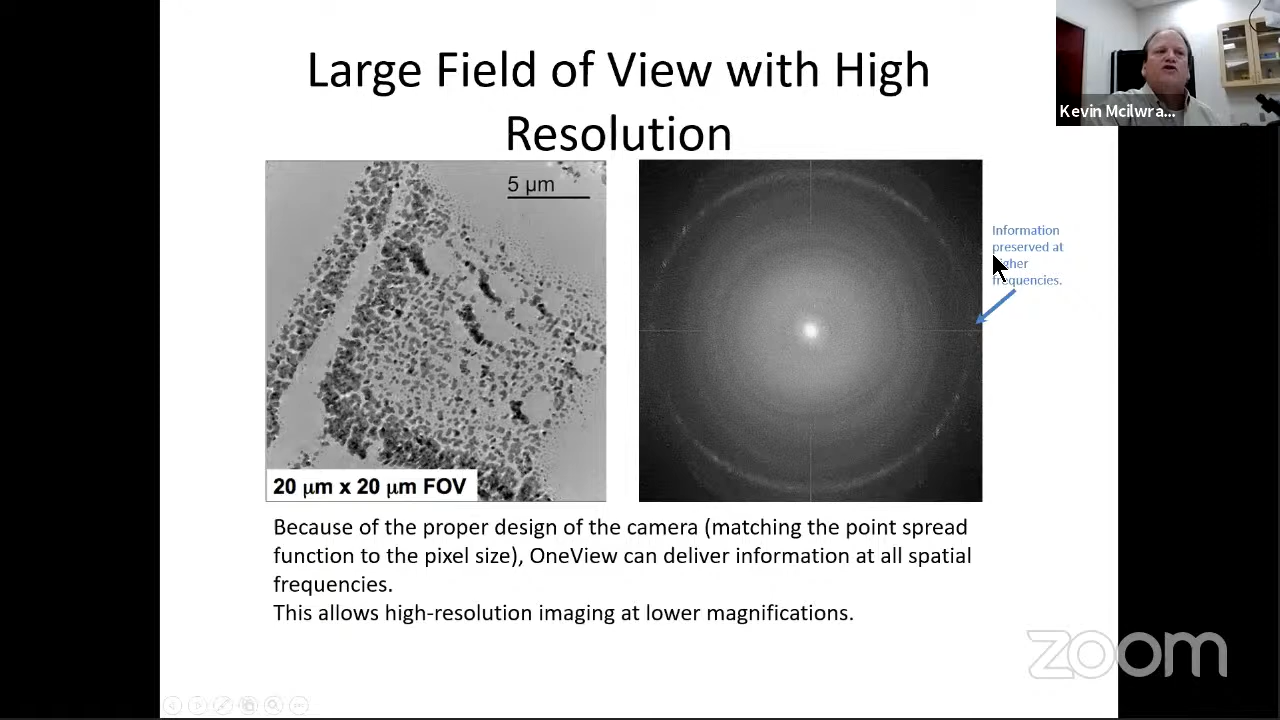 Large Field of View with High
Resolution
Kevin Mcilwra...
5 μm
20 μm x 20 μm FOV
Information
preserved at
higher
frequencies.
Because of the proper design of the camera (matching the point spread
function to the pixel size), OneView can deliver information at all spatial
frequencies.
This allows high-resolution imaging at lower magnifications.
zoom